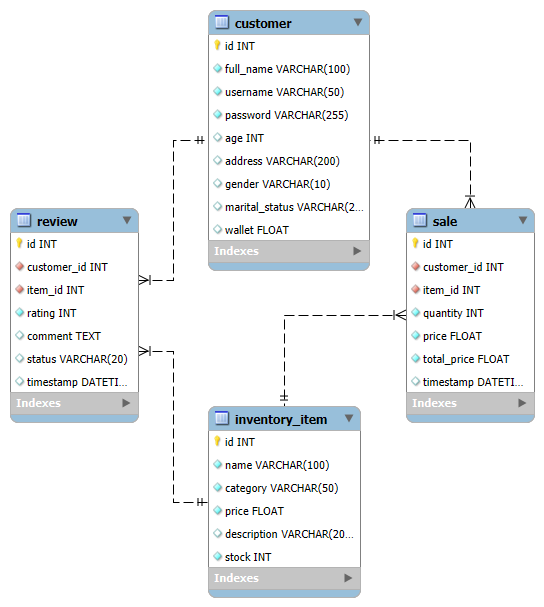 customer
id INT
full_name VARCHAR(100)
username VARCHAR(50)
password VARCHAR(255)
age INT
address VARCHAR(200)
gender VARCHAR(10)
marital_status VARCHAR(2...
wallet FLOAT
Indexes
review
id INT
customer_id INT
item_id INT
rating INT
comment TEXT
status VARCHAR(20)
timestamp DATETI...
Indexes
sale
id INT
customer_id INT
item_id INT
quantity INT
price FLOAT
total_price FLOAT
timestamp DATETI...
Indexes
inventory_item
id INT
name VARCHAR(100)
category VARCHAR(50)
price FLOAT
description VARCHAR(20...
stock INT
Indexes